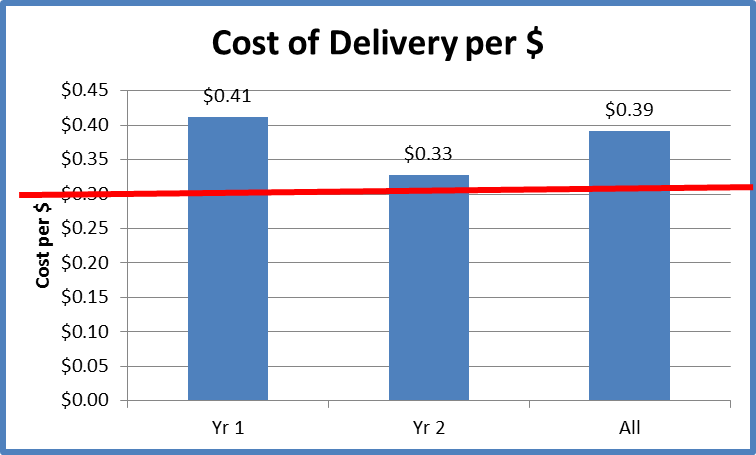 Cost of Delivery per $
Cost per $
$0.45
$0.40
$0.35
$0.30
$0.25
$0.20
$0.15
$0.10
$0.05
$0.00
$0.41
$0.33
$0.39
Yr 1
Yr 2
All